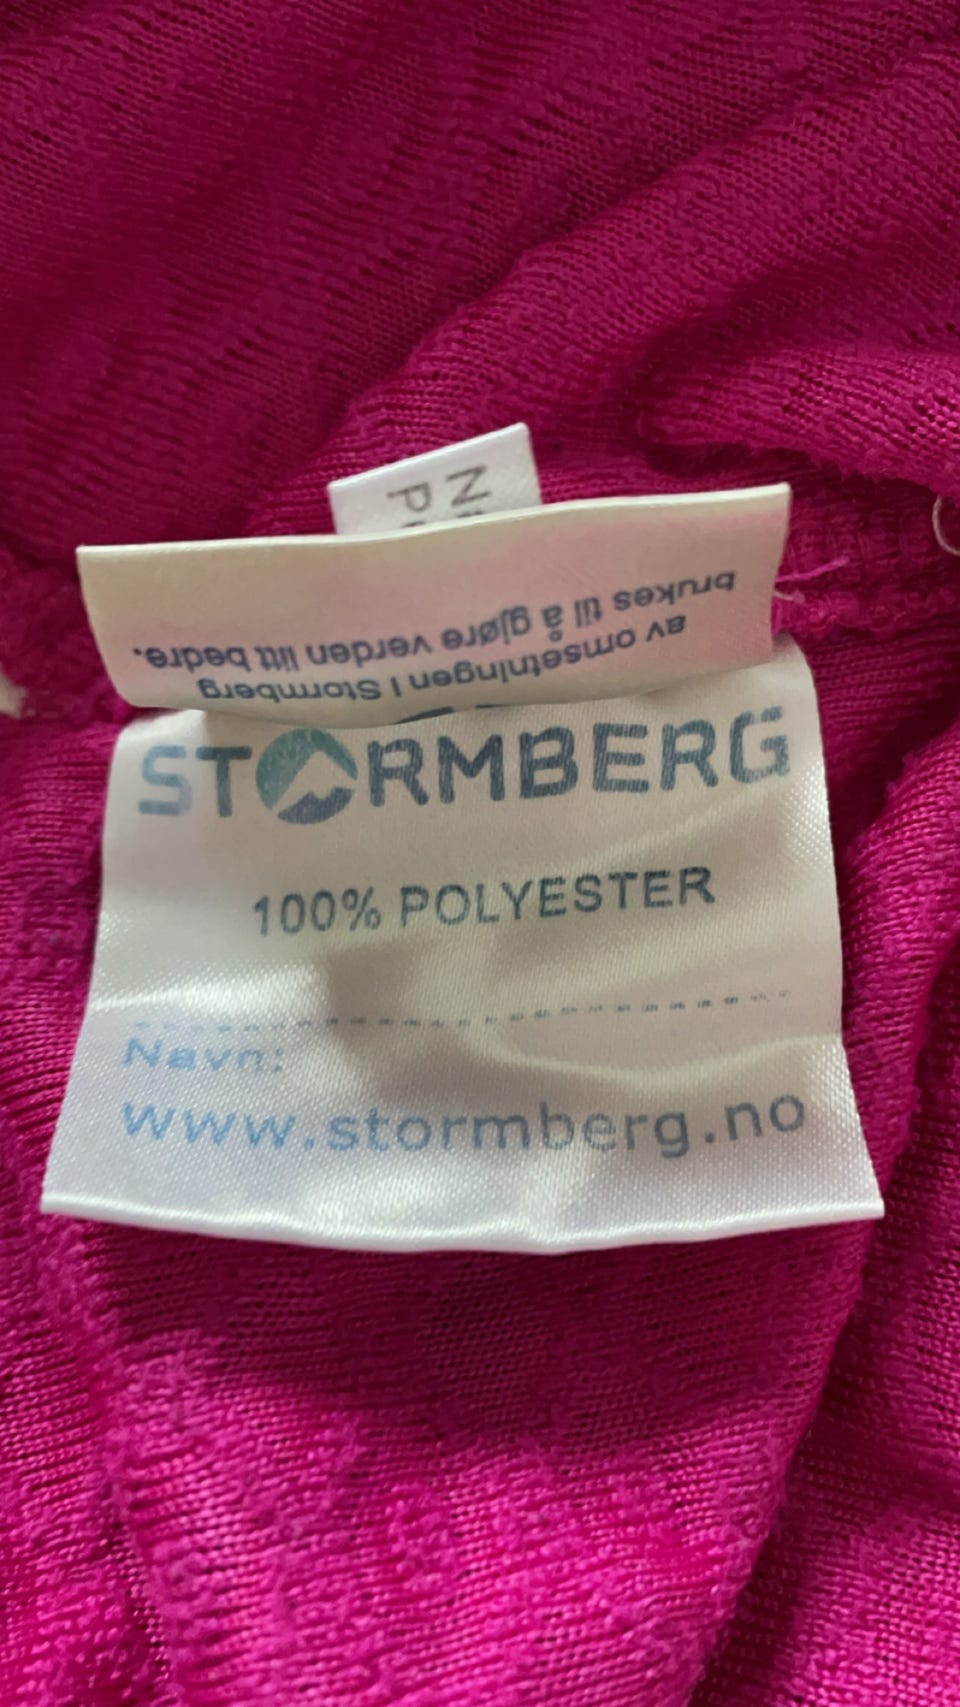 brukes til å gjøre verden litt bedre.
av omsetningen i Stormberg
STORMBERG
100% POLYESTER
Navn:
www.stormberg.no